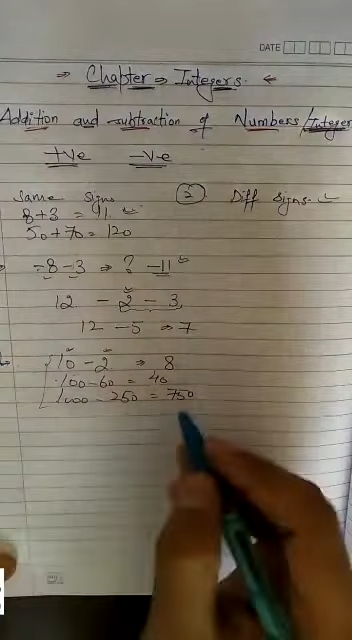 DATE
⇒ Chapter ⇒ Integers. ←
Addition and subtraction of Numbers/Integer
+ve -ve
Same Signs
② Diff Signs.
8+3 = 11
50+70 = 120
-8-3 ⇒ ? -11
12 - 2 - 3
12 - 5 ⇒ 7
10 - 2 ⇒ 8
100-60 = 40
1000 - 250 = 750